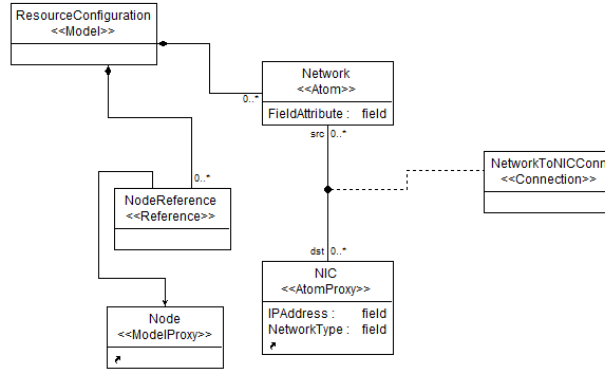 ResourceConfiguration
<<Model>>
Network
<<Atom>>
0..*
FieldAttribute : field
src 0..*
NetworkToNICConn
<<Connection>>
0..*
NodeReference
<<Reference>>
dst 0..*
NIC
<<AtomProxy>>
IPAddress : field
NetworkType : field
Node
<<ModelProxy>>